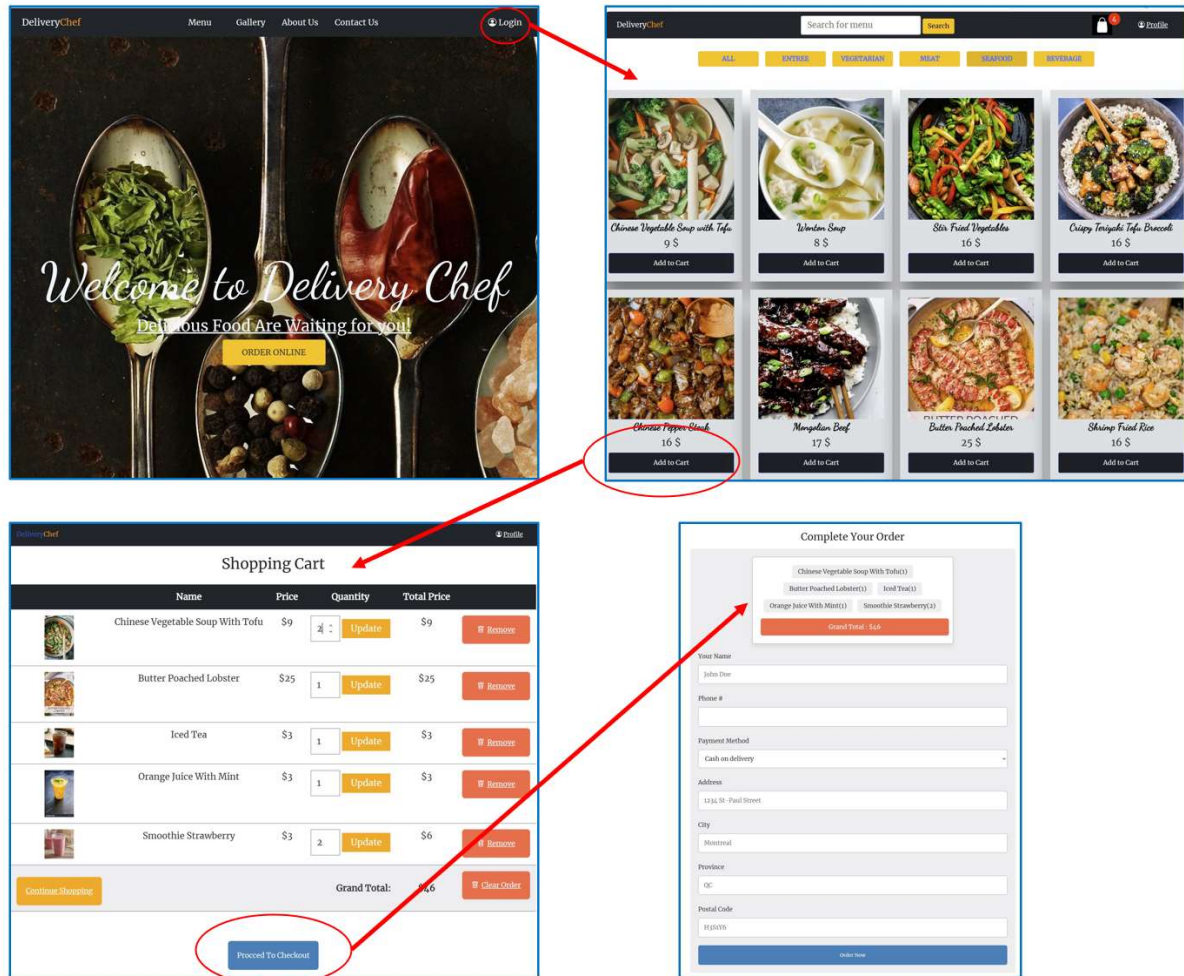 DeliveryChef Menu Gallery About Us Contact Us Login
Welcome to Delivery Chef
Delicious Food Are Waiting for you!
ORDER ONLINE
DeliveryChef Search for menu Search 4 Profile
ALL ENTREE VEGETARIAN MEAT SEAFOOD BEVERAGE
Chinese Vegetable Soup with Tofu Wonton Soup Stir Fried Vegetables Crispy Teriyaki Tofu Broccoli
9 $ 8 $ 16 $ 16 $
Add to Cart Add to Cart Add to Cart Add to Cart
BUTTER POACHED
Chinese Pepper Steak Mongolian Beef Butter Poached Lobster Shrimp Fried Rice
16 $ 17 $ 25 $ 16 $
Add to Cart Add to Cart Add to Cart Add to Cart
DeliveryChef Profile
Shopping Cart
Name Price Quantity Total Price
Chinese Vegetable Soup With Tofu $9 2 Update $9 Remove
Butter Poached Lobster $25 1 Update $25 Remove
Iced Tea $3 1 Update $3 Remove
Orange Juice With Mint $3 1 Update $3 Remove
Smoothie Strawberry $3 2 Update $6 Remove
Continue Shopping Grand Total: $46 Clear Order
Procced To Checkout
Complete Your Order
Chinese Vegetable Soup With Tofu(1)
Butter Poached Lobster(1) Iced Tea(1)
Orange Juice With Mint(1) Smoothie Strawberry(2)
Grand Total : $46
Your Name
John Doe
Phone #
Payment Method
Cash on delivery
Address
1234 St -Paul Street
City
Montreal
Province
QC
Postal Code
Order Now